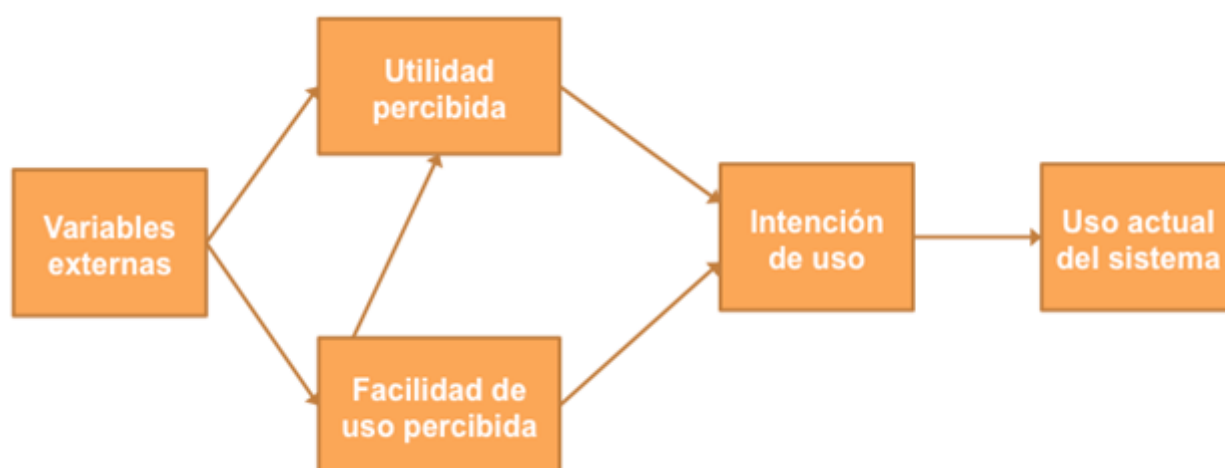 Utilidad
percibida
Variables
externas
Intención
de uso
Uso actual
del sistema
Facilidad de
uso percibida